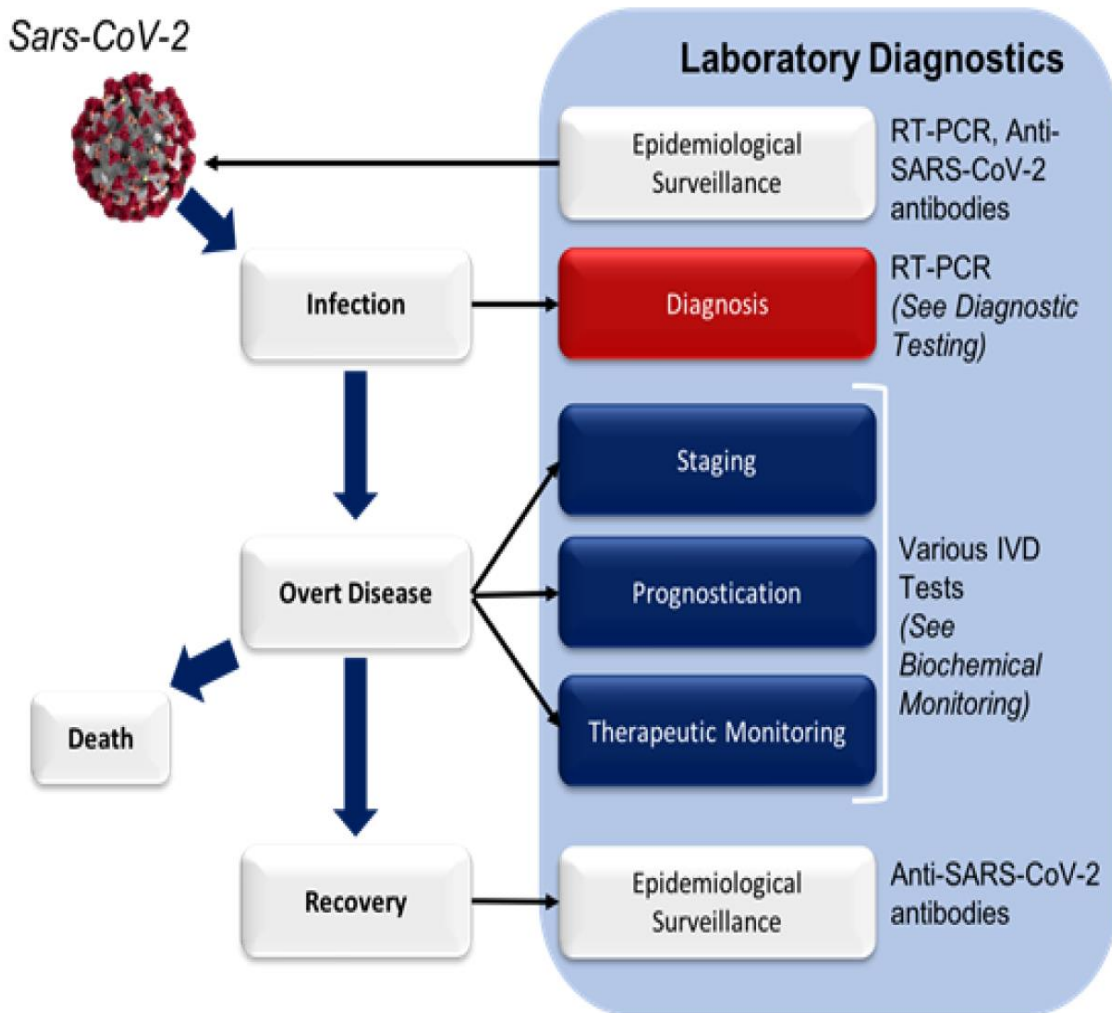 Sars-CoV-2
Laboratory Diagnostics
Epidemiological
Surveillance
RT-PCR, Anti-
SARS-CoV-2
antibodies
Infection
Diagnosis
RT-PCR
(See Diagnostic
Testing)
Staging
Overt Disease
Prognostication
Various IVD
Tests
(See
Biochemical
Monitoring)
Death
Therapeutic Monitoring
Recovery
Epidemiological
Surveillance
Anti-SARS-CoV-2
antibodies